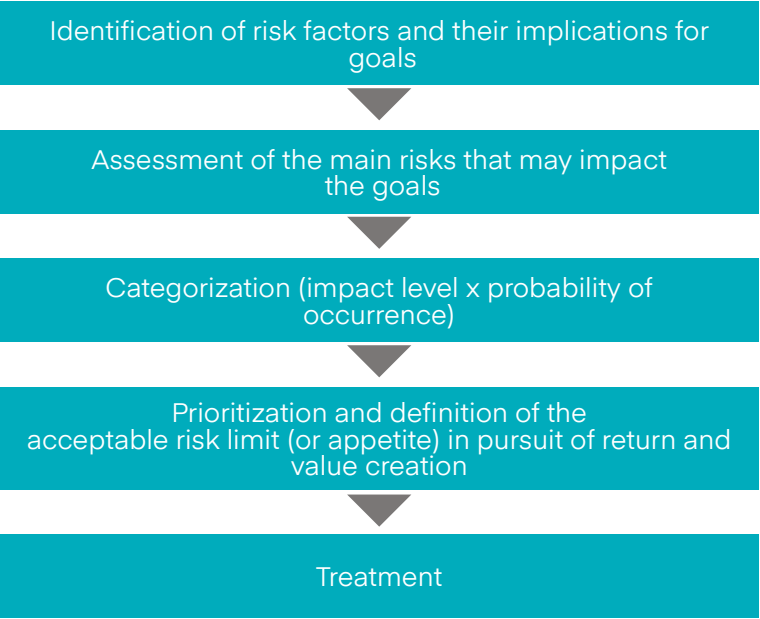 Identification of risk factors and their implications for
goals
Assessment of the main risks that may impact
the goals
Categorization (impact level x probability of
occurrence)
Prioritization and definition of the
acceptable risk limit (or appetite) in pursuit of return and
value creation
Treatment